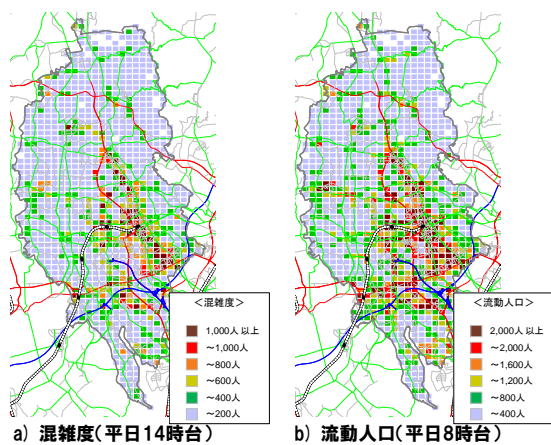 <混雑度>
1,000人以上
～1,000人
～800人
～600人
～400人
～200人
<流動人口>
2,000人以上
～2,000人
～1,600人
～1,200人
～800人
～400人
a) 混雑度(平日14時台)
b) 流動人口(平日8時台)